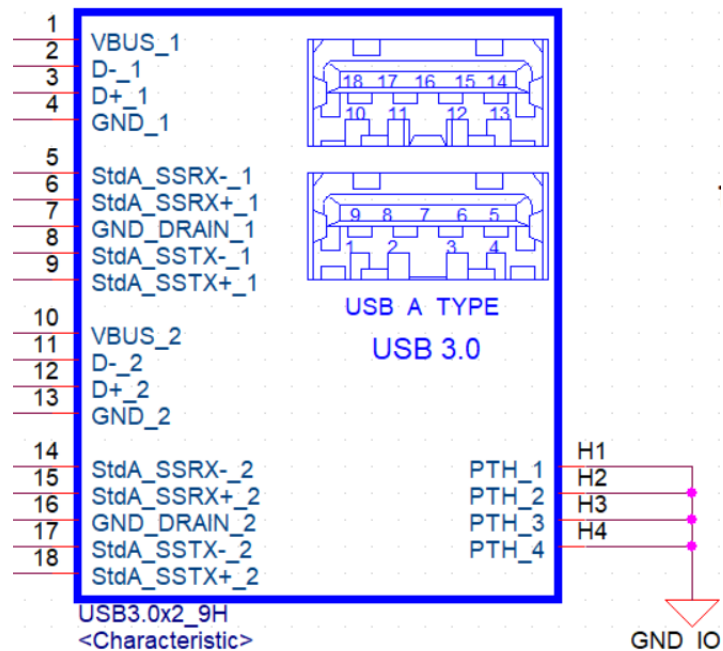 1 VBUS_1
2 D-_1
3 D+_1
4 GND_1
5 StdA_SSRX-_1
6 StdA_SSRX+_1
7 GND_DRAIN_1
8 StdA_SSTX-_1
9 StdA_SSTX+_1
10 VBUS_2
11 D-_2
12 D+_2
13 GND_2
14 StdA_SSRX-_2
15 StdA_SSRX+_2
16 GND_DRAIN_2
17 StdA_SSTX-_2
18 StdA_SSTX+_2
18 17 16 15 14
10 11 12 13
9 8 7 6 5
1 2 3 4
USB A TYPE
USB 3.0
PTH_1 H1
PTH_2 H2
PTH_3 H3
PTH_4 H4
GND_IO
USB3.0x2_9H
<Characteristic>